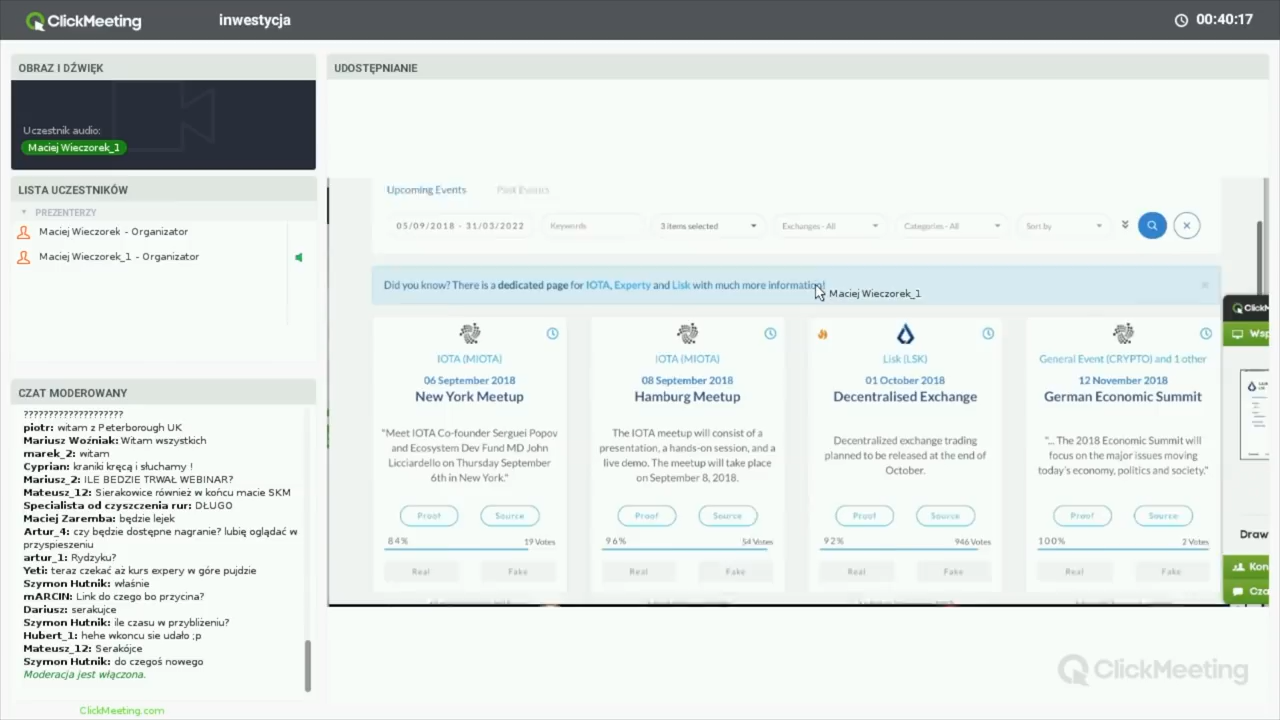 ClickMeeting
inwestycja
00:40:17
OBRAZ I DŹWIĘK
Uczestnik audio:
Maciej Wieczorek_1
LISTA UCZESTNIKÓW
PREZENTERZY
Maciej Wieczorek - Organizator
Maciej Wieczorek_1 - Organizator
CZAT MODEROWANY
????????????????????
piotr: witam z Peterborough UK
Mariusz Woźniak: Witam wszystkich
marek_2: witam
Cyprian: kraniki kręcą i słuchamy !
Mariusz_2: ILE BEDZIE TRWAŁ WEBINAR?
Mateusz_12: Sierakowice również w końcu macie SKM
Specjalista od czyszczenia rur: DŁUGO
Maciej Zaremba: będzie lejek
Artur_4: czy będzie dostępne nagranie? lubię oglądać w
przyspieszeniu
artur_1: Rydzyku?
Yeti: teraz czekać aż kurs expery w góre pujdzie
Szymon Hutnik: właśnie
mARCIN: Link do czego bo przycina?
Dariusz: serakujce
Szymon Hutnik: ile czasu w przybliżeniu?
Hubert_1: hehe wkoncu sie udało ;p
Mateusz_12: Serakójce
Szymon Hutnik: do czegoś nowego
Moderacja jest włączona.
ClickMeeting.com
UDOSTĘPNIANIE
Upcoming Events Past Events
05/09/2018 - 31/03/2022 Keywords 3 items selected Exchanges - All Categories - All Sort by
Did you know? There is a dedicated page for IOTA, Experty and Lisk with much more information!
Maciej Wieczorek_1
IOTA (MIOTA)
06 September 2018
New York Meetup
"Meet IOTA Co-founder Serguei Popov
and Ecosystem Dev Fund MD John
Licciardello on Thursday September
6th in New York."
Proof Source
84% 19 Votes
Real Fake
IOTA (MIOTA)
08 September 2018
Hamburg Meetup
The IOTA meetup will consist of a
presentation, a hands-on session, and a
live demo. The meetup will take place
on September 8, 2018.
Proof Source
96% 54 Votes
Real Fake
Lisk (LSK)
01 October 2018
Decentralised Exchange
Decentralized exchange trading
planned to be released at the end of
October.
Proof Source
92% 946 Votes
Real Fake
General Event (CRYPTO) and 1 other
12 November 2018
German Economic Summit
"... The 2018 Economic Summit will
focus on the major issues moving
today's economy, politics and society."
Proof Source
100% 2 Votes
Real Fake
ClickM
Wsp
Draw
Kon
Cza
ClickMeeting